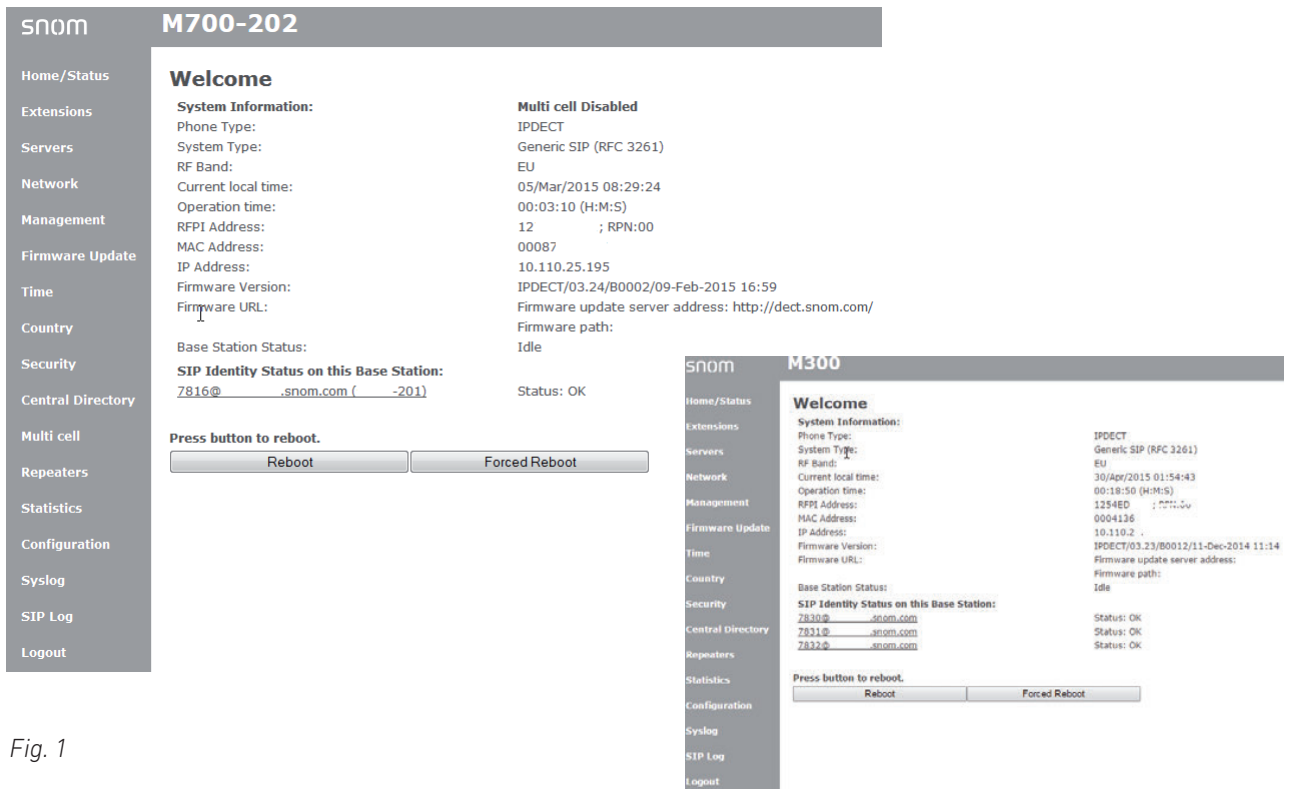 snom
M700-202
Home/Status
Extensions
Servers
Network
Management
Firmware Update
Time
Country
Security
Central Directory
Multi cell
Repeaters
Statistics
Configuration
Syslog
SIP Log
Logout
Welcome
System Information: Multi cell Disabled
Phone Type: IPDECT
System Type: Generic SIP (RFC 3261)
RF Band: EU
Current local time: 05/Mar/2015 08:29:24
Operation time: 00:03:10 (H:M:S)
RFPI Address: 12 ; RPN:00
MAC Address: 00087
IP Address: 10.110.25.195
Firmware Version: IPDECT/03.24/B0002/09-Feb-2015 16:59
Firmware URL: Firmware update server address: http://dect.snom.com/
Firmware path:
Base Station Status: Idle
SIP Identity Status on this Base Station:
7816@ .snom.com ( -201) Status: OK
Press button to reboot.
Reboot Forced Reboot
snom
M300
Home/Status
Extensions
Servers
Network
Management
Firmware Update
Time
Country
Security
Central Directory
Repeaters
Statistics
Configuration
Syslog
SIP Log
Logout
Welcome
System Information:
Phone Type: IPDECT
System Type: Generic SIP (RFC 3261)
RF Band: EU
Current local time: 30/Apr/2015 01:54:43
Operation time: 00:18:50 (H:M:S)
RFPI Address: 1254ED ;
MAC Address: 0004136
IP Address: 10.110.2 .
Firmware Version: IPDECT/03.23/B0012/11-Dec-2014 11:14
Firmware URL: Firmware update server address:
Firmware path:
Base Station Status: Idle
SIP Identity Status on this Base Station:
7830@ .snom.com Status: OK
7831@ .snom.com Status: OK
7832@ .snom.com Status: OK
Press button to reboot.
Reboot Forced Reboot
Fig. 1